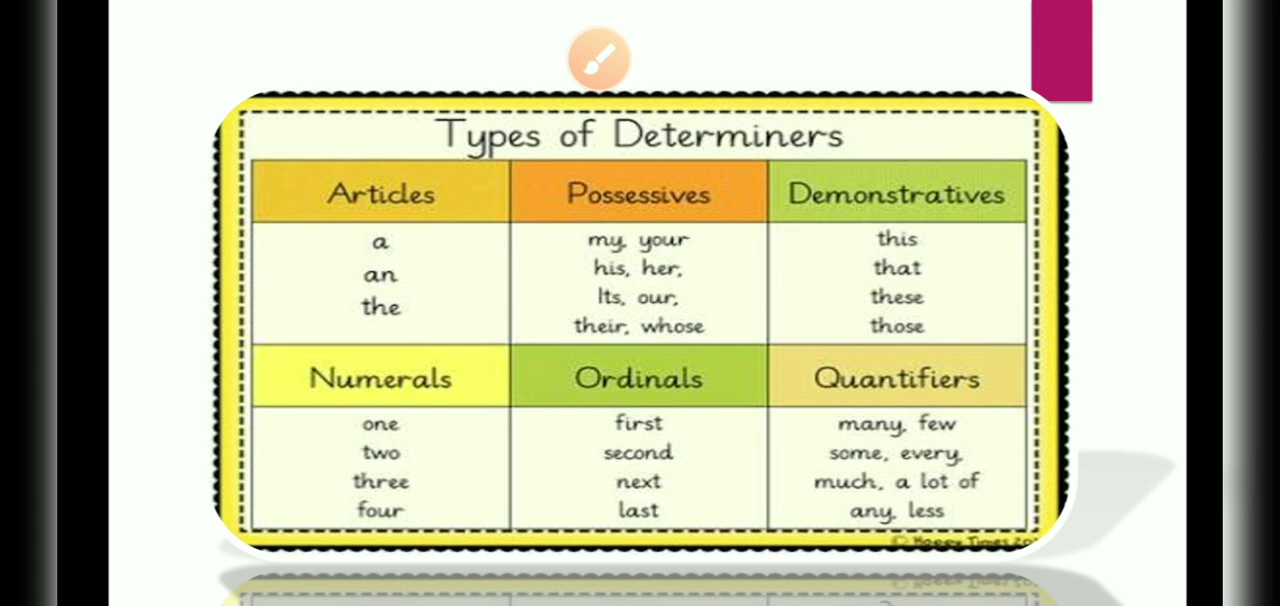 Types of Determiners
Articles Possessives Demonstratives
a
an
the
my, your
his, her,
Its, our,
their, whose
this
that
these
those
Numerals Ordinals Quantifiers
one
two
three
four
first
second
next
last
many, few
some, every,
much, a lot of
any, less
© Happy Times